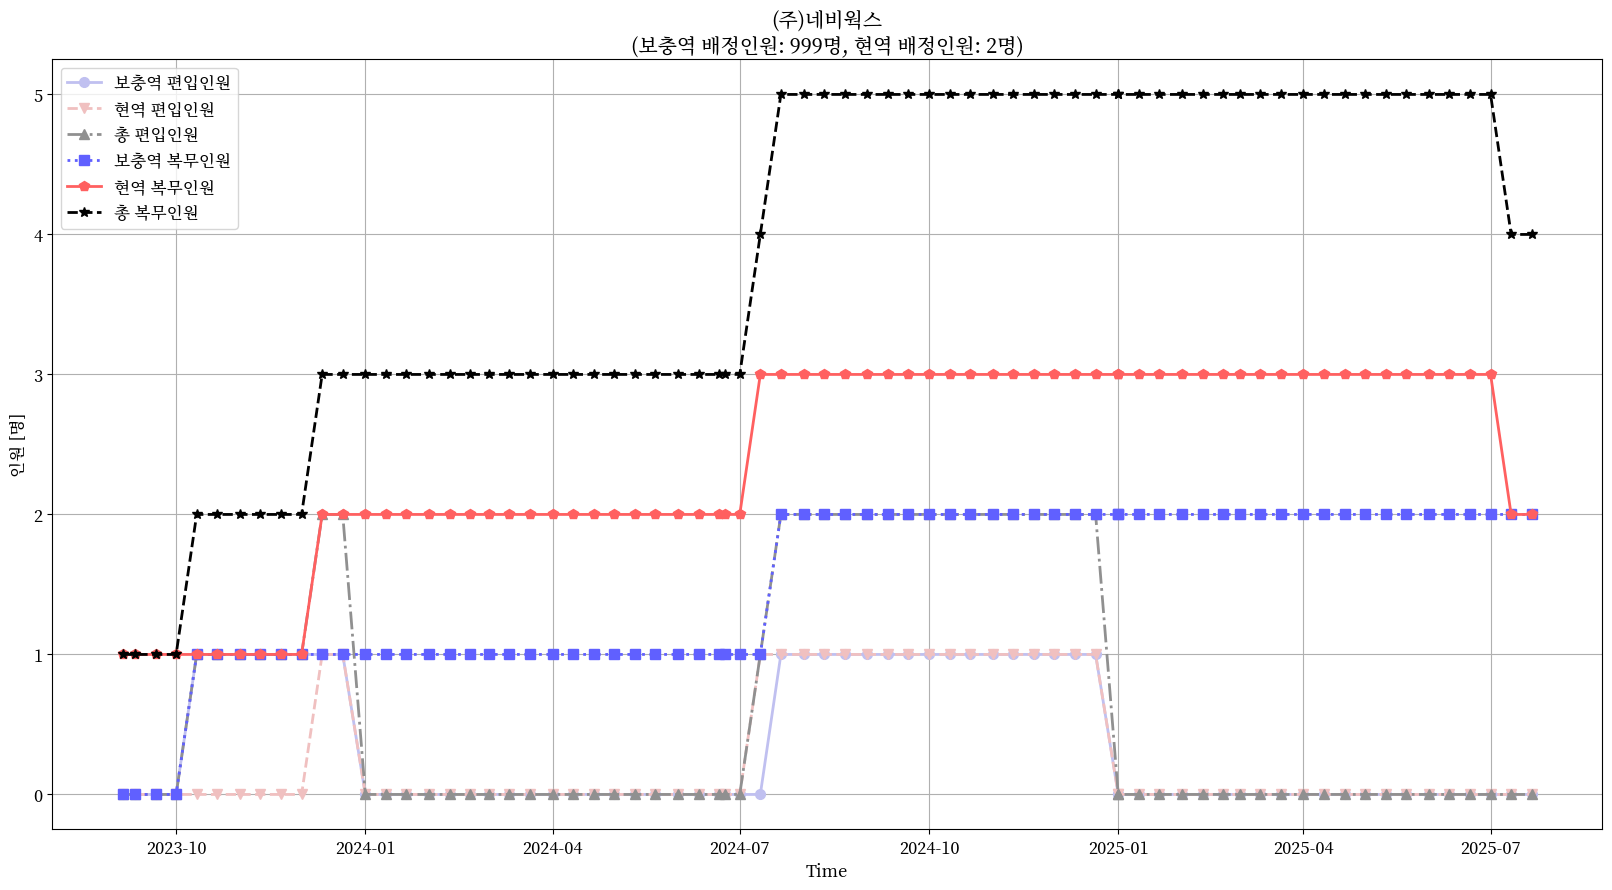 (주)네비웍스
(보충역 배정인원: 999명, 현역 배정인원: 2명)
보충역 편입인원
현역 편입인원
총 편입인원
보충역 복무인원
현역 복무인원
총 복무인원
인원 [명]
5
4
3
2
1
0
2023-10
2024-01
2024-04
2024-07
2024-10
2025-01
2025-04
2025-07
Time